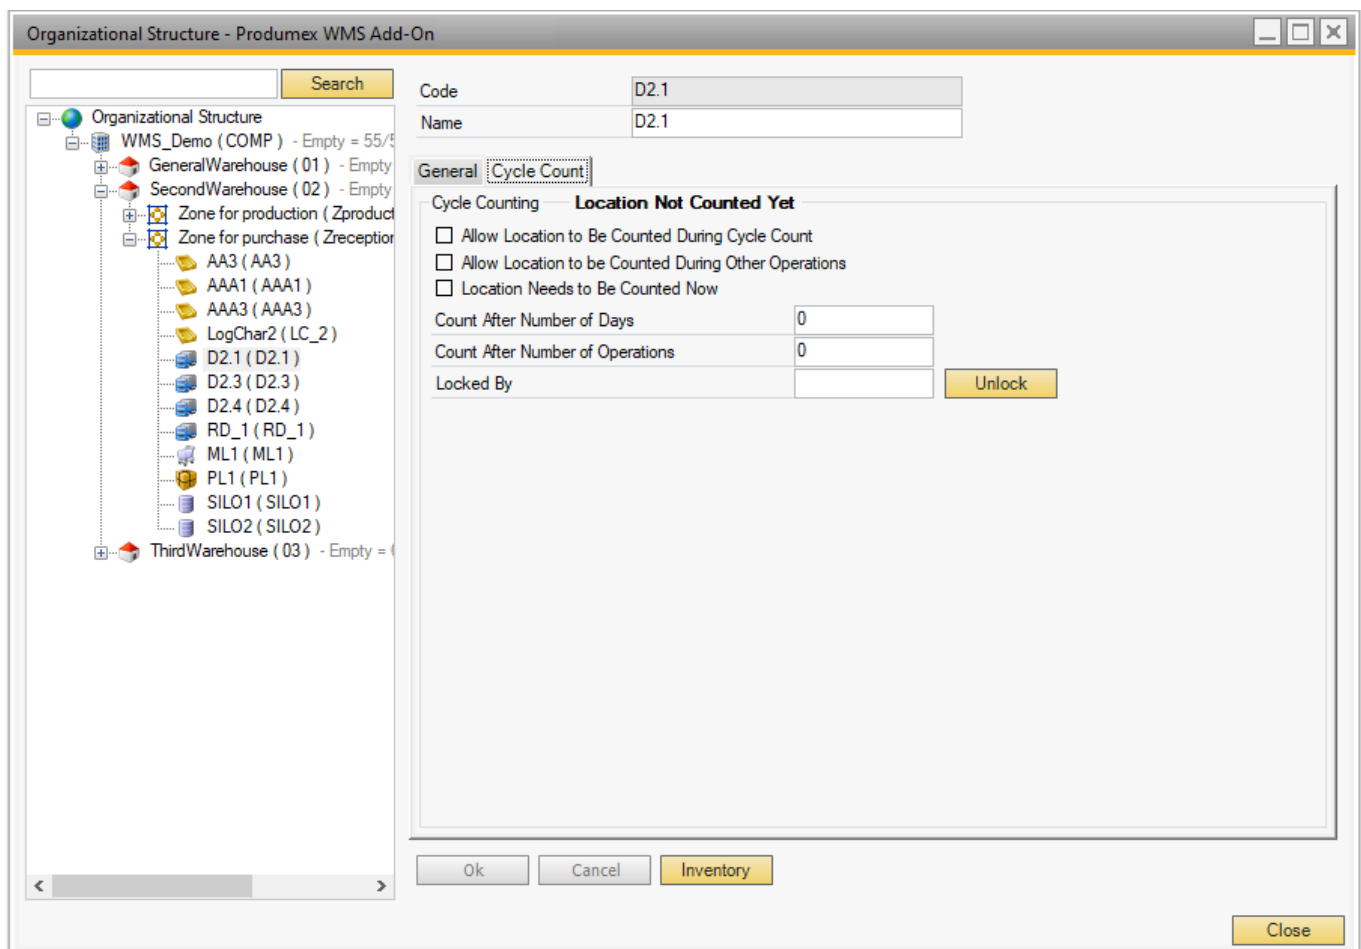 Organizational Structure - Produmex WMS Add-On
Search
Organizational Structure
WMS_Demo ( COMP ) - Empty = 55/
GeneralWarehouse ( 01 ) - Empty
SecondWarehouse ( 02 ) - Empty
Zone for production ( Zproduct
Zone for purchase ( Zreception
AA3 ( AA3 )
AAA1 ( AAA1 )
AAA3 ( AAA3 )
LogChar2 ( LC_2 )
D2.1 ( D2.1 )
D2.3 ( D2.3 )
D2.4 ( D2.4 )
RD_1 ( RD_1 )
ML1 ( ML1 )
PL1 ( PL1 )
SILO1 ( SILO1 )
SILO2 ( SILO2 )
ThirdWarehouse ( 03 ) - Empty =
Code D2.1
Name D2.1
General Cycle Count
Cycle Counting Location Not Counted Yet
Allow Location to Be Counted During Cycle Count
Allow Location to be Counted During Other Operations
Location Needs to Be Counted Now
Count After Number of Days 0
Count After Number of Operations 0
Locked By Unlock
Ok Cancel Inventory
Close